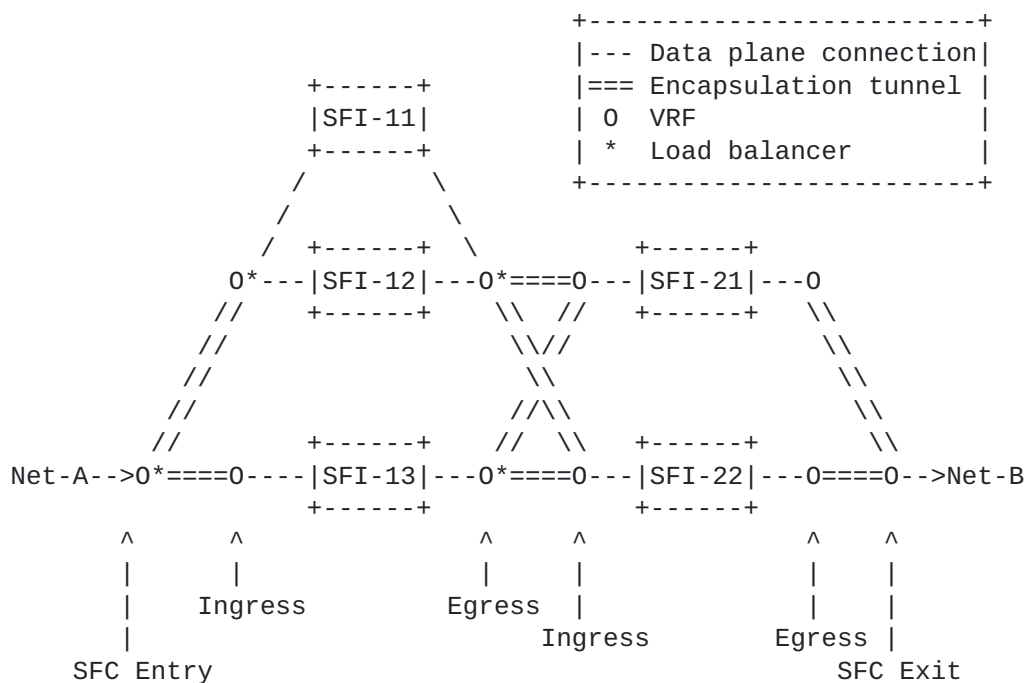 +-------------------------+
|--- Data plane connection|
+------+ |=== Encapsulation tunnel |
|SFI-11| | O VRF |
+------+ | * Load balancer |
/ \ +-------------------------+
/ \
/ +------+ \ +------+
O*---|SFI-12|---O*====O---|SFI-21|---O
// +------+ \\ // +------+ \\
// \\// \\
// \\ \\
// //\\ \\
// +------+ // \\ +------+ \\
Net-A-->O*====O----|SFI-13|---O*====O---|SFI-22|---O====O-->Net-B
+------+ +------+
^ ^ ^ ^ ^ ^
| | | | | |
| Ingress Egress | | |
| Ingress Egress |
SFC Entry SFC Exit